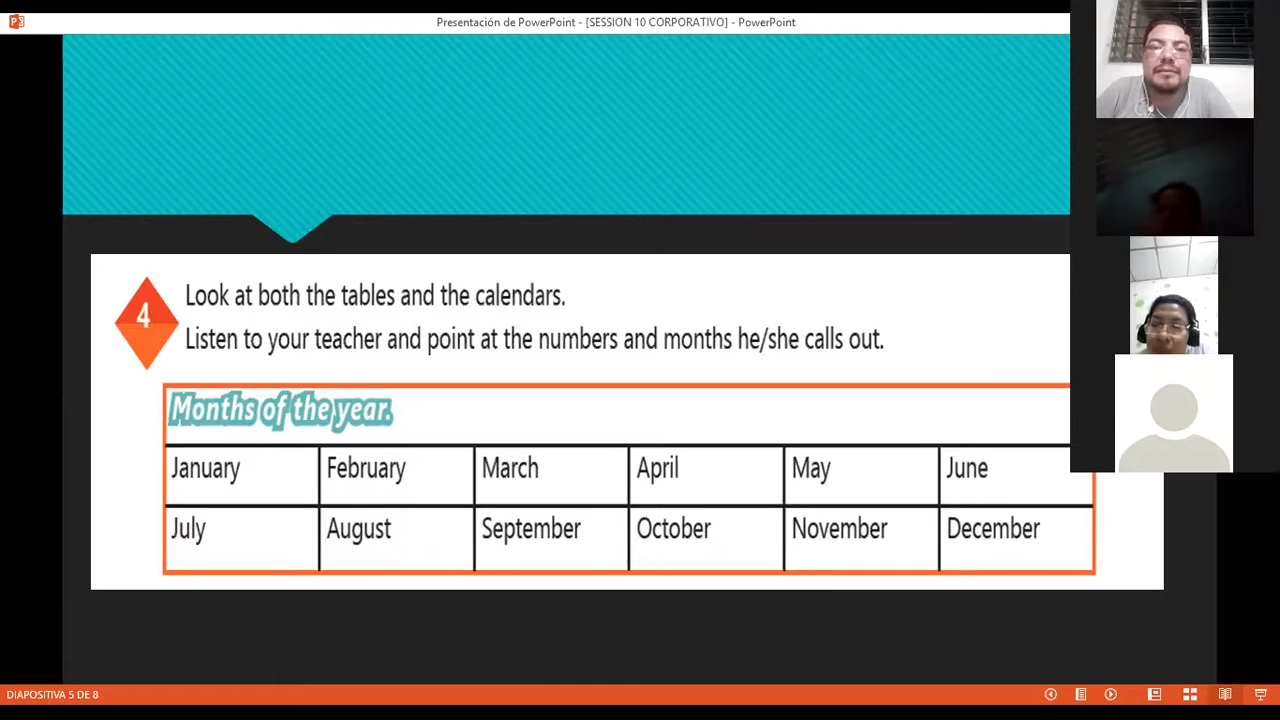 Presentación de PowerPoint - [SESSION 10 CORPORATIVO] - PowerPoint
4
Look at both the tables and the calendars.
Listen to your teacher and point at the numbers and months he/she calls out.
Months of the year.
January February March April May June
July August September October November December
DIAPOSITIVA 5 DE 8